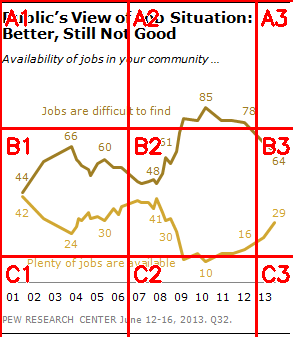 Public's View of Job Situation:
Better, Still Not Good
Availability of jobs in your community ...
A1 A2 A3
Jobs are difficult to find
85
78
B1 B2 B3
66
60
61
64
44
48
42
41
29
24
30
30
16
Plenty of jobs are available
10
C1 C2 C3
01 02 03 04 05 06 07 08 09 10 11 12 13
PEW RESEARCH CENTER June 12-16, 2013. Q32.